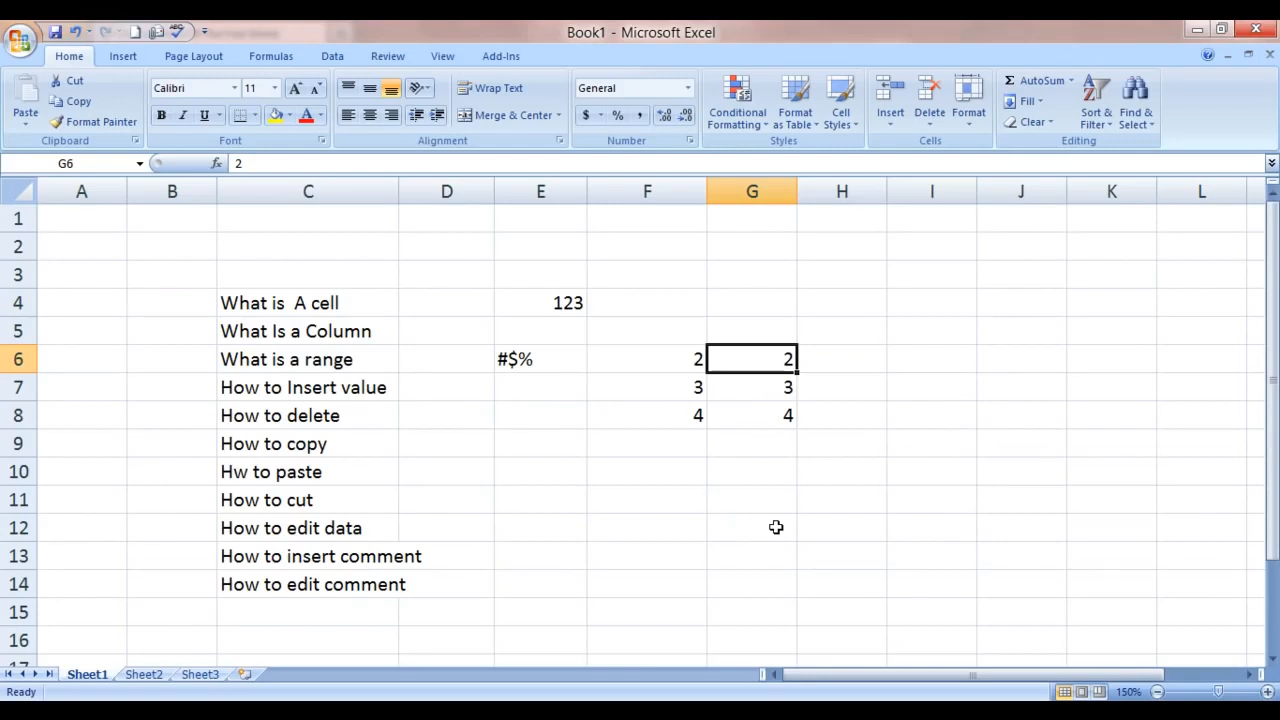 Book1 - Microsoft Excel
Home Insert Page Layout Formulas Data Review View Add-Ins
Cut Calibri 11 Wrap Text General AutoSum
Paste Copy Conditional Formatting Format as Table Cell Styles Insert Delete Format Fill Sort & Filter Find & Select
Format Painter B I U A Merge & Center $ % , Clear
Clipboard Font Alignment Number Styles Cells Editing
G6 fx 2
A B C D E F G H I J K L
1
2
3
4 What is  A cell 123
5 What Is a Column
6 What is a range #$% 2 2
7 How to Insert value 3 3
8 How to delete 4 4
9 How to copy
10 Hw to paste
11 How to cut
12 How to edit data
13 How to insert comment
14 How to edit comment
15
16
17
Sheet1 Sheet2 Sheet3
Ready 150%